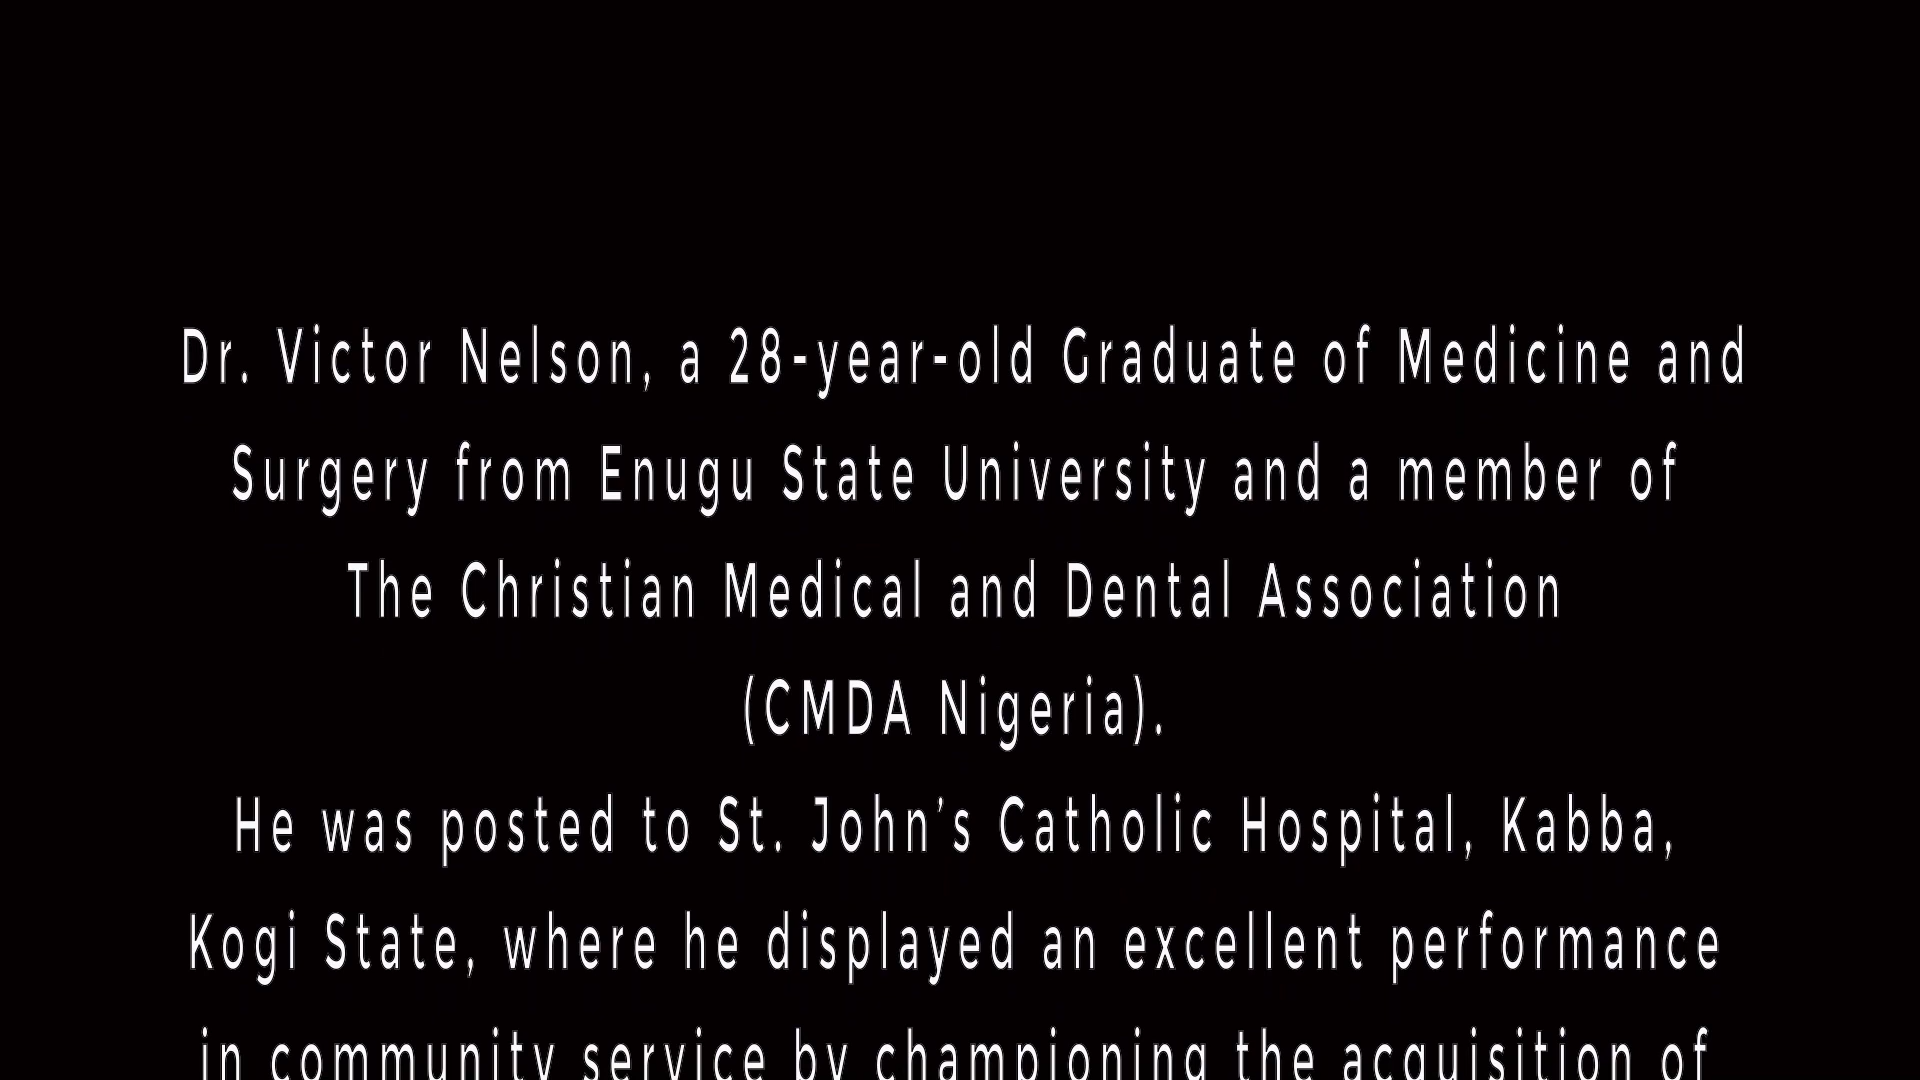 Dr. Victor Nelson, a 28-year-old Graduate of Medicine and
Surgery from Enugu State University and a member of
The Christian Medical and Dental Association
(CMDA Nigeria).
He was posted to St. John's Catholic Hospital, Kabba,
Kogi State, where he displayed an excellent performance
in community service by championing the acquisition of